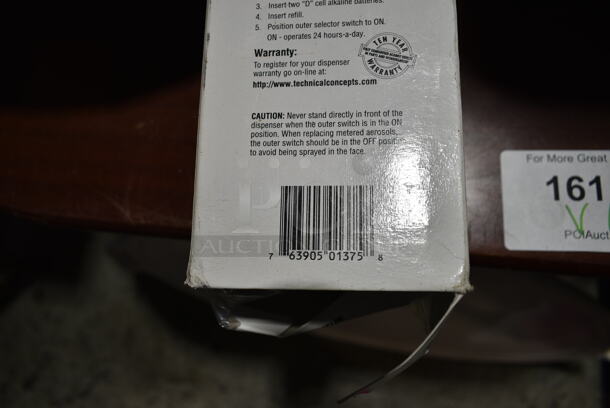 3. Insert two "D" cell alkaline batteries.
4. Insert refill.
5. Position outer selector switch to ON.
ON - operates 24 hours-a-day.
Warranty:
To register for your dispenser
warranty go on-line at:
http://www.technicalconcepts.com
TEN YEAR
WARRANTY
CAUTION: Never stand directly in front of the
dispenser when the outer switch is in the ON
position. When replacing metered aerosols,
the outer switch should be in the OFF positi
to avoid being sprayed in the face.
7 63905 01375 8
For More Great
161
PCIAuct